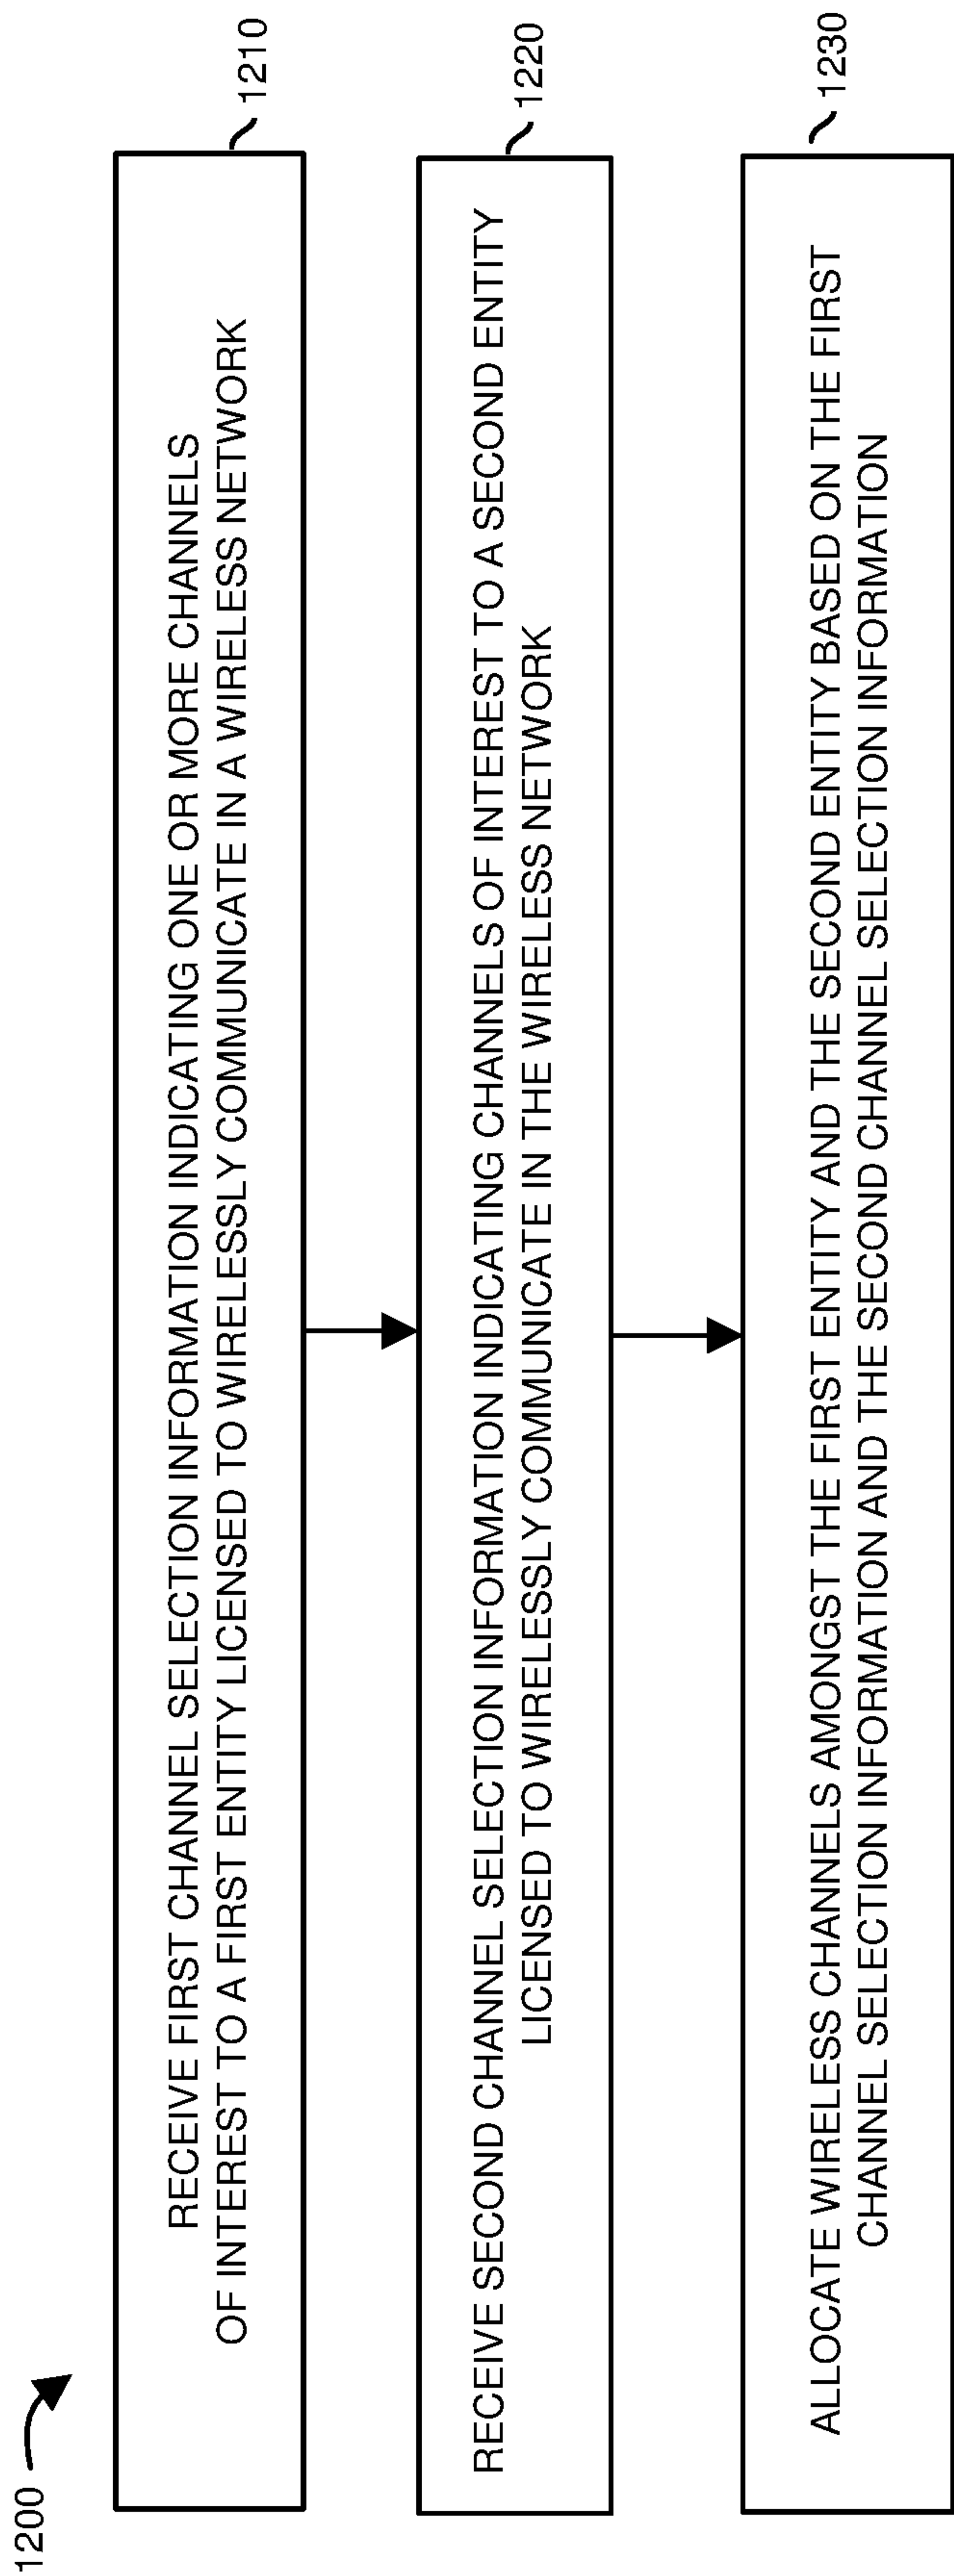 1200
RECEIVE FIRST CHANNEL SELECTION INFORMATION INDICATING ONE OR MORE CHANNELS
OF INTEREST TO A FIRST ENTITY LICENSED TO WIRELESSLY COMMUNICATE IN A WIRELESS NETWORK
1210
RECEIVE SECOND CHANNEL SELECTION INFORMATION INDICATING CHANNELS OF INTEREST TO A SECOND ENTITY
LICENSED TO WIRELESSLY COMMUNICATE IN THE WIRELESS NETWORK
1220
ALLOCATE WIRELESS CHANNELS AMONGST THE FIRST ENTITY AND THE SECOND ENTITY BASED ON THE FIRST
CHANNEL SELECTION INFORMATION AND THE SECOND CHANNEL SELECTION INFORMATION
1230